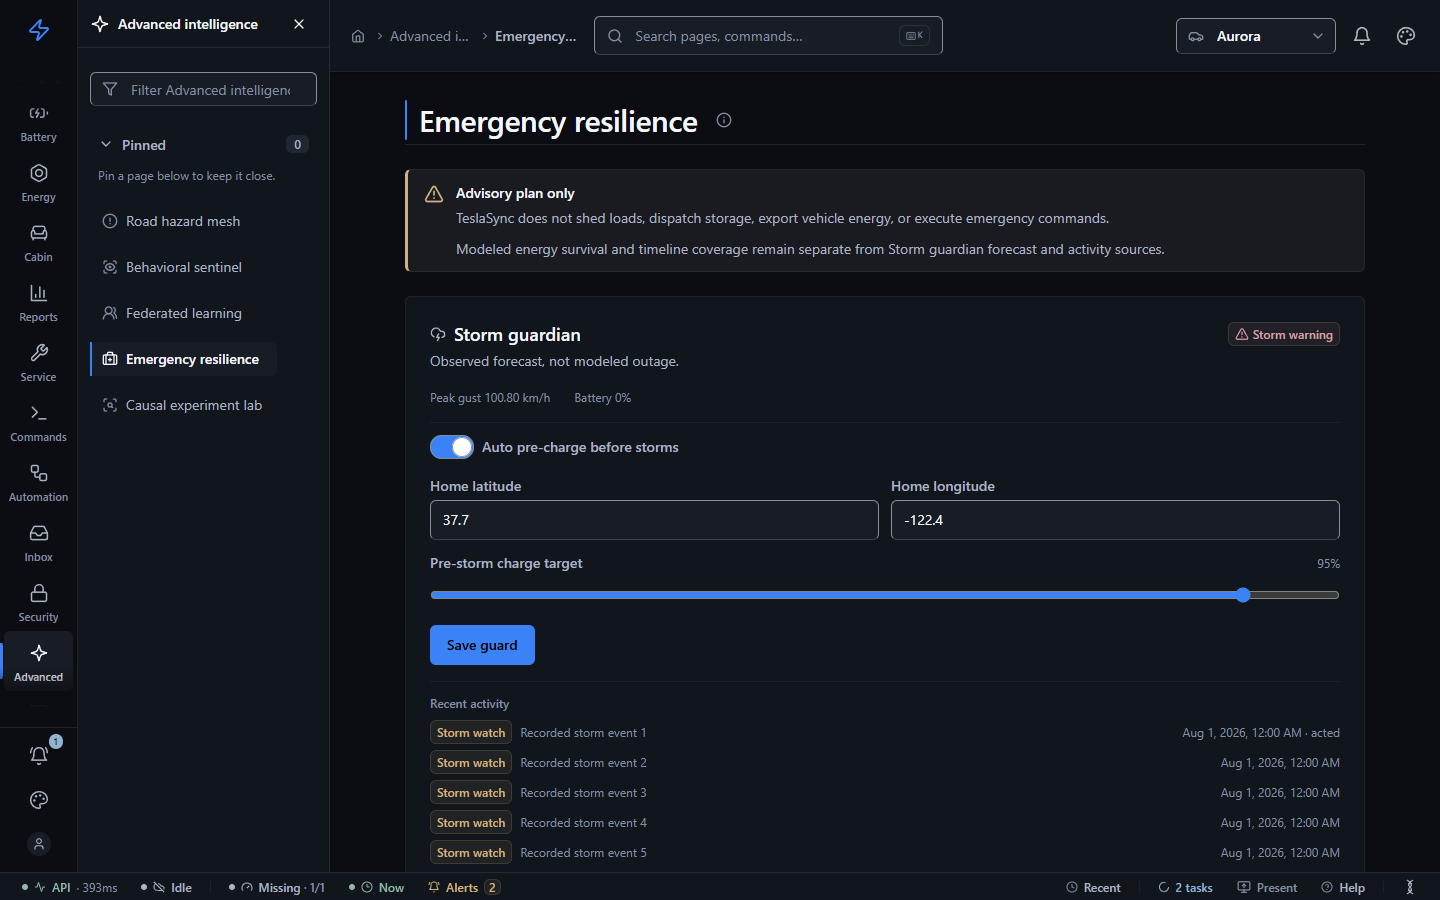 Advanced intelligence
Advanced i...
Emergency...
Search pages, commands...
K
Aurora
Filter Advanced intelligenc
Pinned
0
Pin a page below to keep it close.
Road hazard mesh
Behavioral sentinel
Federated learning
Emergency resilience
Causal experiment lab
Battery
Energy
Cabin
Reports
Service
Commands
Automation
Inbox
Security
Advanced
1
Emergency resilience
Advisory plan only
TeslaSync does not shed loads, dispatch storage, export vehicle energy, or execute emergency commands.
Modeled energy survival and timeline coverage remain separate from Storm guardian forecast and activity sources.
Storm guardian
Storm warning
Observed forecast, not modeled outage.
Peak gust 100.80 km/h
Battery 0%
Auto pre-charge before storms
Home latitude
Home longitude
37.7
-122.4
Pre-storm charge target
95%
Save guard
Recent activity
Storm watch Recorded storm event 1 Aug 1, 2026, 12:00 AM · acted
Storm watch Recorded storm event 2 Aug 1, 2026, 12:00 AM
Storm watch Recorded storm event 3 Aug 1, 2026, 12:00 AM
Storm watch Recorded storm event 4 Aug 1, 2026, 12:00 AM
Storm watch Recorded storm event 5 Aug 1, 2026, 12:00 AM
API · 393ms
Idle
Missing · 1/1
Now
Alerts 2
Recent
2 tasks
Present
Help